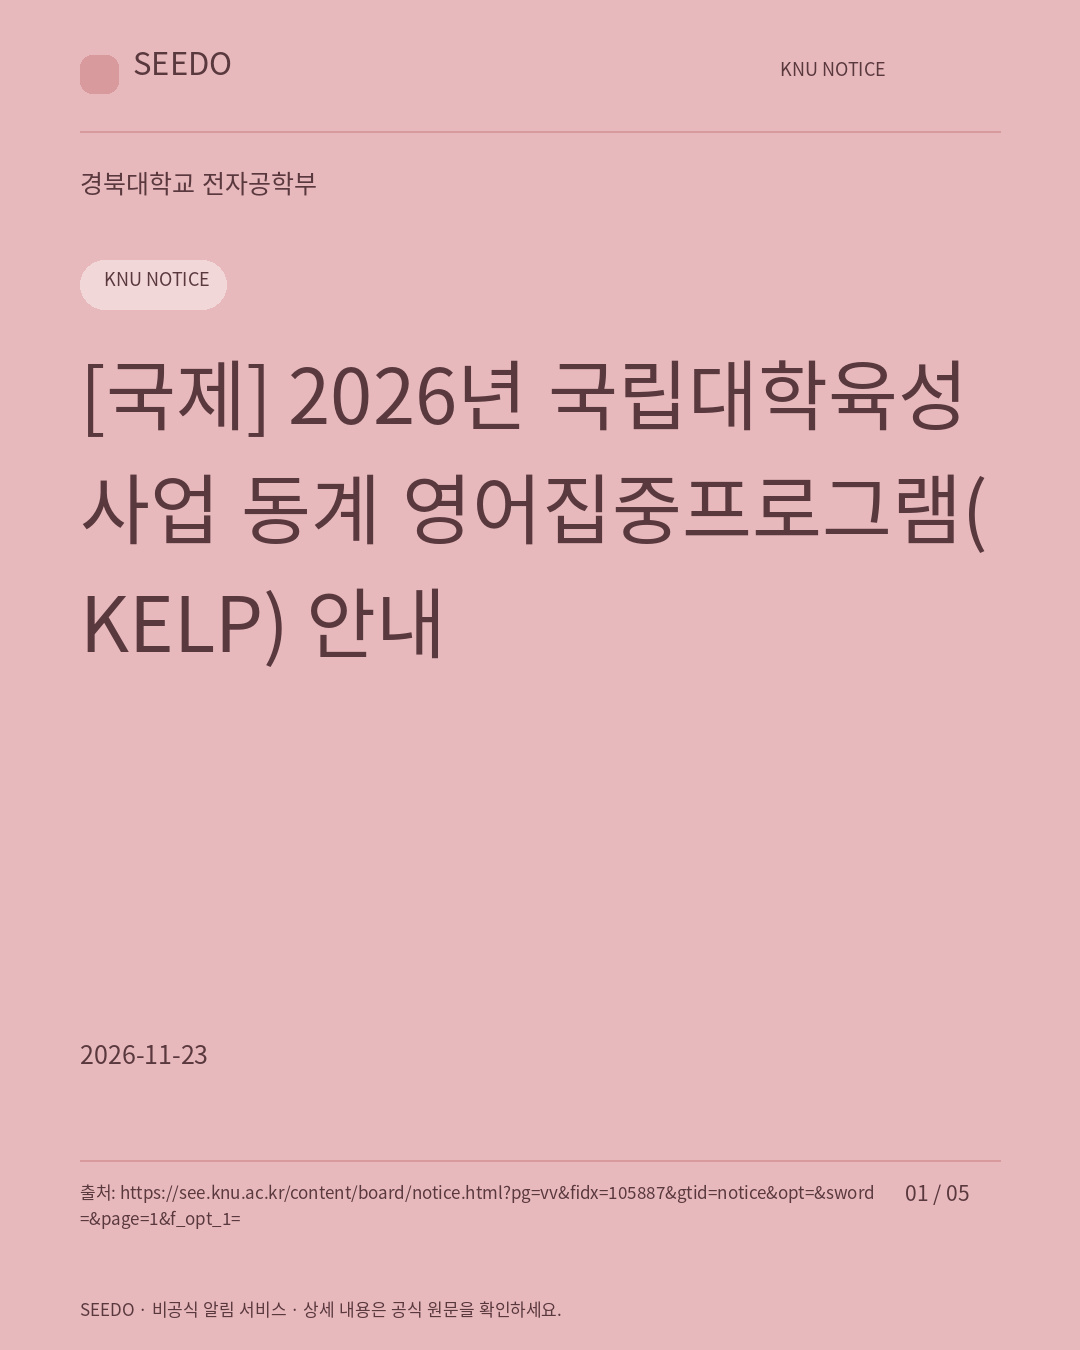 SEEDO
KNU NOTICE
경북대학교 전자공학부
KNU NOTICE
[국제] 2026년 국립대학육성
사업 동계 영어집중프로그램(
KELP) 안내
2026-11-23
출처: https://see.knu.ac.kr/content/board/notice.html?pg=vv&fidx=105887&gtid=notice&opt=&sword
=&page=1&f_opt_1=
01 / 05
SEEDO · 비공식 알림 서비스 · 상세 내용은 공식 원문을 확인하세요.